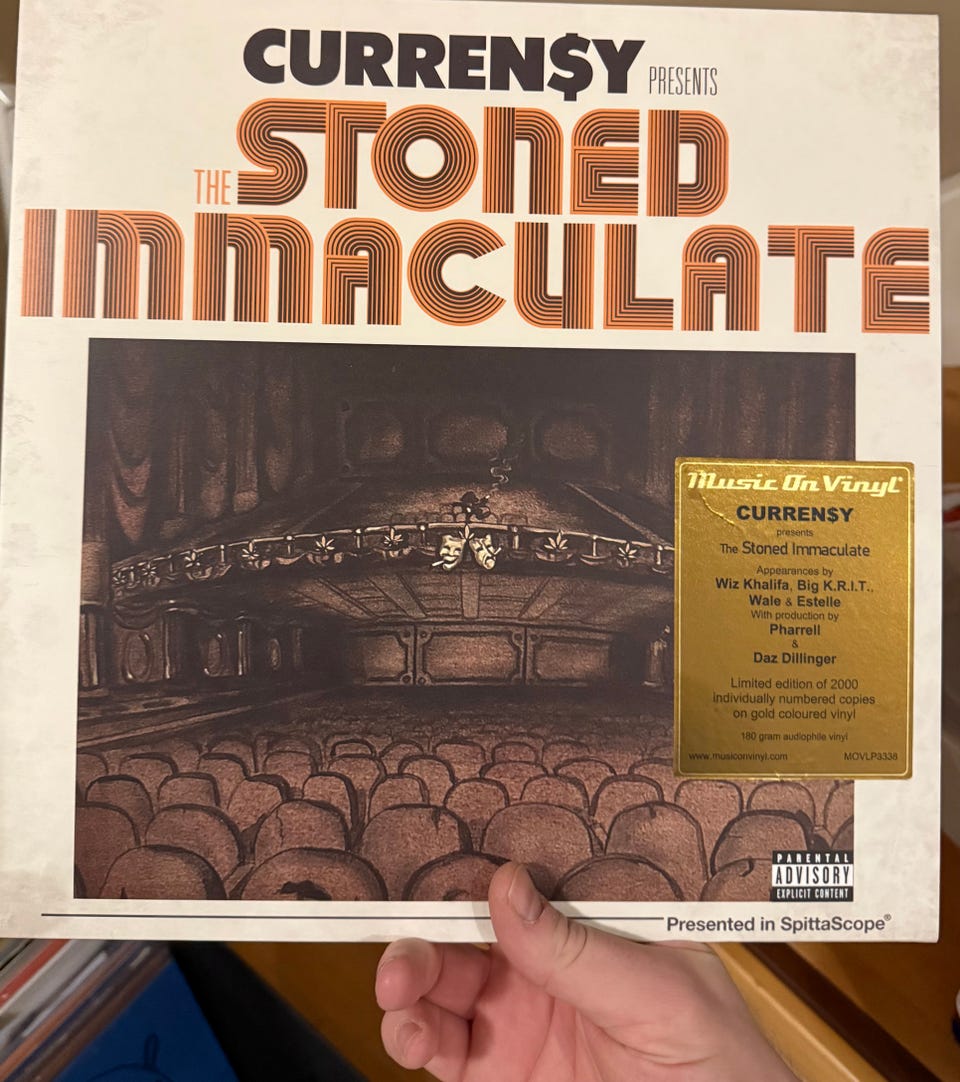 CURREN$Y PRESENTS
THE STONED
IMMACULATE
Music On Vinyl®
CURREN$Y
presents
The Stoned Immaculate
Appearances by
Wiz Khalifa, Big K.R.I.T.,
Wale & Estelle
With production by
Pharrell
&
Daz Dillinger
Limited edition of 2000
individually numbered copies
on gold coloured vinyl
180 gram audiophile vinyl
www.musiconvinyl.com MOVLP3338
PARENTAL
ADVISORY
EXPLICIT CONTENT
Presented in SpittaScope®